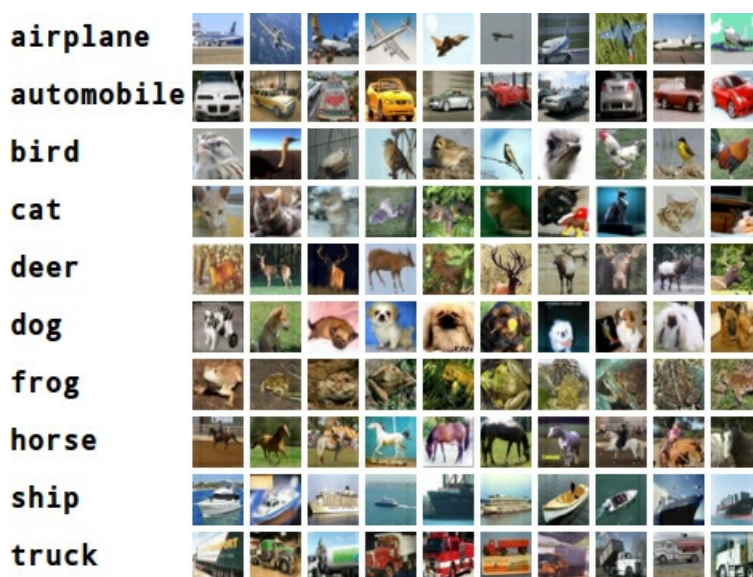 airplane
automobile
bird
cat
deer
dog
frog
horse
ship
truck